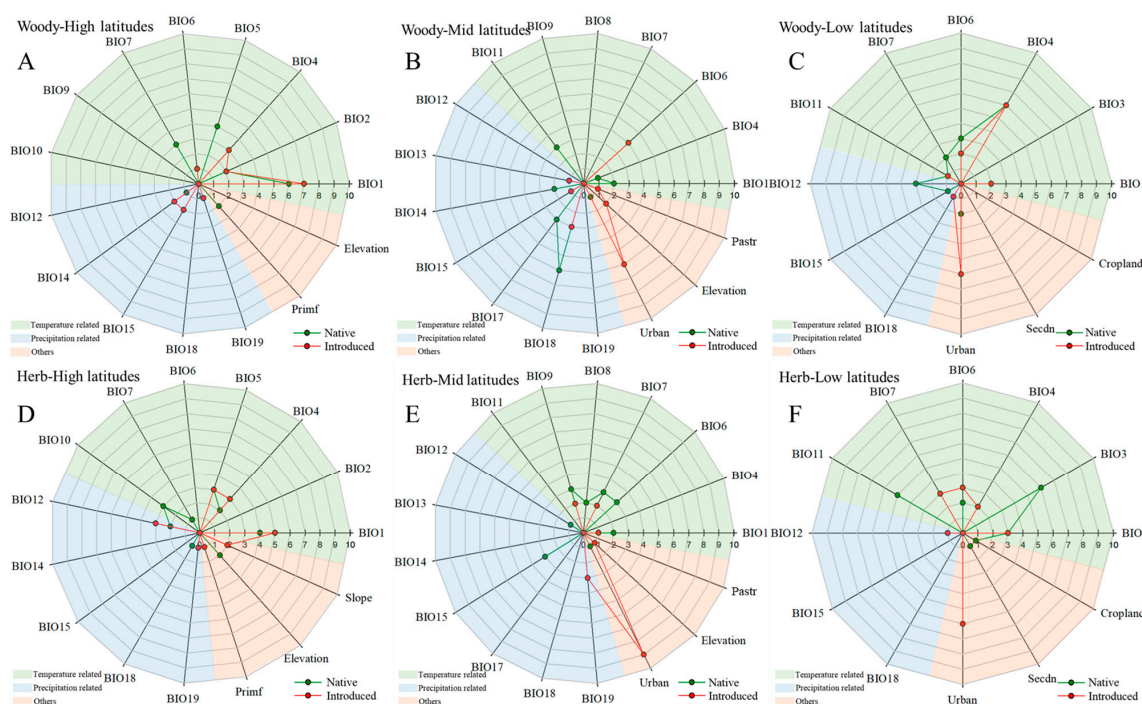 Woody-High latitudes
A
BIO6
BIO5
BIO7
BIO4
BIO9
BIO2
BIO10
BIO1
0 1 2 3 4 5 6 7 8 9 10
BIO12
Elevation
BIO14
Primf
BIO15
BIO18
BIO19
Temperature related
Precipitation related
Others
Native
Introduced
Woody-Mid latitudes
B
BIO8
BIO9
BIO7
BIO11
BIO6
BIO12
BIO4
BIO13
BIO1
0 1 2 3 4 5 6 7 8 9 10
BIO14
Pastr
BIO15
Elevation
BIO17
Urban
BIO18
BIO19
Temperature related
Precipitation related
Others
Native
Introduced
Woody-Low latitudes
C
BIO6
BIO7
BIO4
BIO11
BIO3
BIO12
BIO
0 1 2 3 4 5 6 7 8 9 10
BIO15
Cropland
BIO18
Secdn
Urban
Temperature related
Precipitation related
Others
Native
Introduced
Herb-High latitudes
D
BIO6
BIO7
BIO5
BIO4
BIO10
BIO2
BIO12
BIO1
0 1 2 3 4 5 6 7 8 9 10
BIO14
Slope
BIO15
Elevation
BIO18
Primf
BIO19
Temperature related
Precipitation related
Others
Native
Introduced
Herb-Mid latitudes
E
BIO8
BIO9
BIO7
BIO11
BIO6
BIO12
BIO4
BIO13
BIO1
0 1 2 3 4 5 6 7 8 9 10
BIO14
Pastr
BIO15
Elevation
BIO17
Urban
BIO18
BIO19
Temperature related
Precipitation related
Others
Native
Introduced
Herb-Low latitudes
F
BIO6
BIO7
BIO4
BIO11
BIO3
BIO12
BIO
0 1 2 3 4 5 6 7 8 9 10
BIO15
Cropland
BIO18
Secdn
Urban
Temperature related
Precipitation related
Others
Native
Introduced